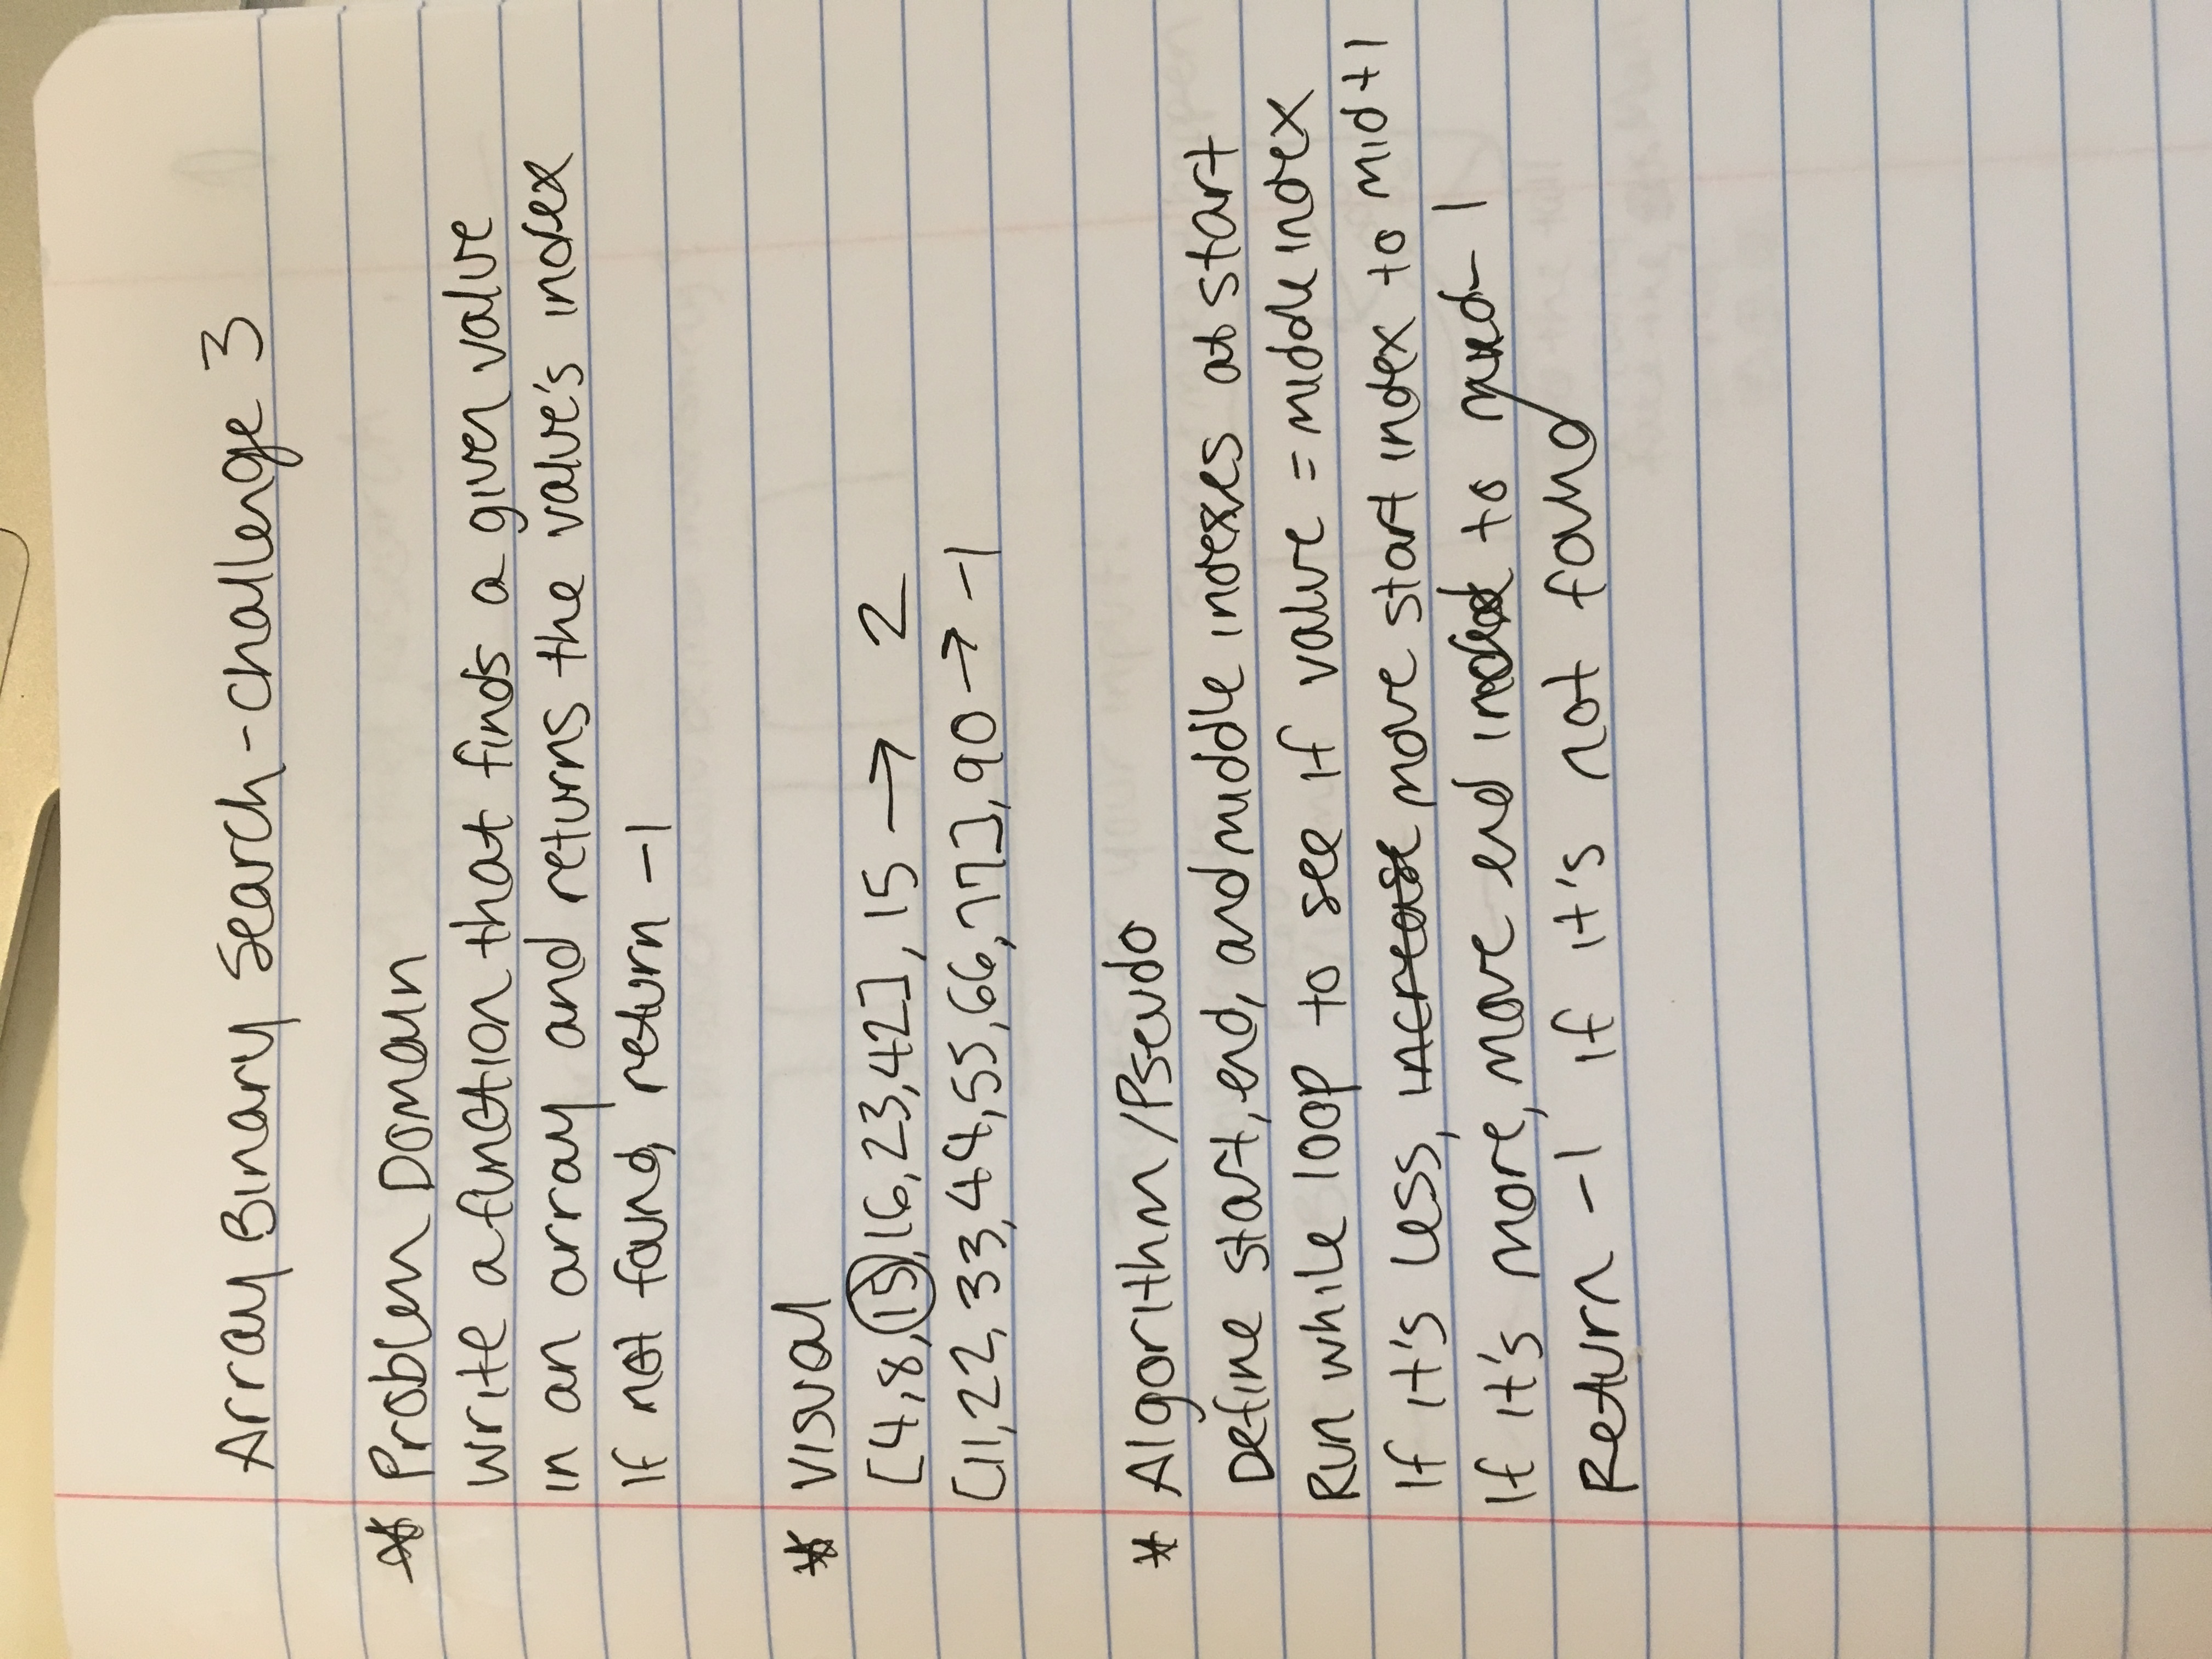 Array Binary Search - Challenge 3
* Problem Domain
Write a function that finds a given value
in an array and returns the value's index
If not found, return -1
* Visual
[4,8,15,16,23,42], 15 → 2
[11,22,33,44,55,66,77], 90 → -1
* Algorithm/Pseudo
Define start, end, and middle indexes at start
Run while loop to see if value = middle index
If it's less, increase move start index to mid+1
If it's more, move end index to mid-1
Return -1 if it's not found